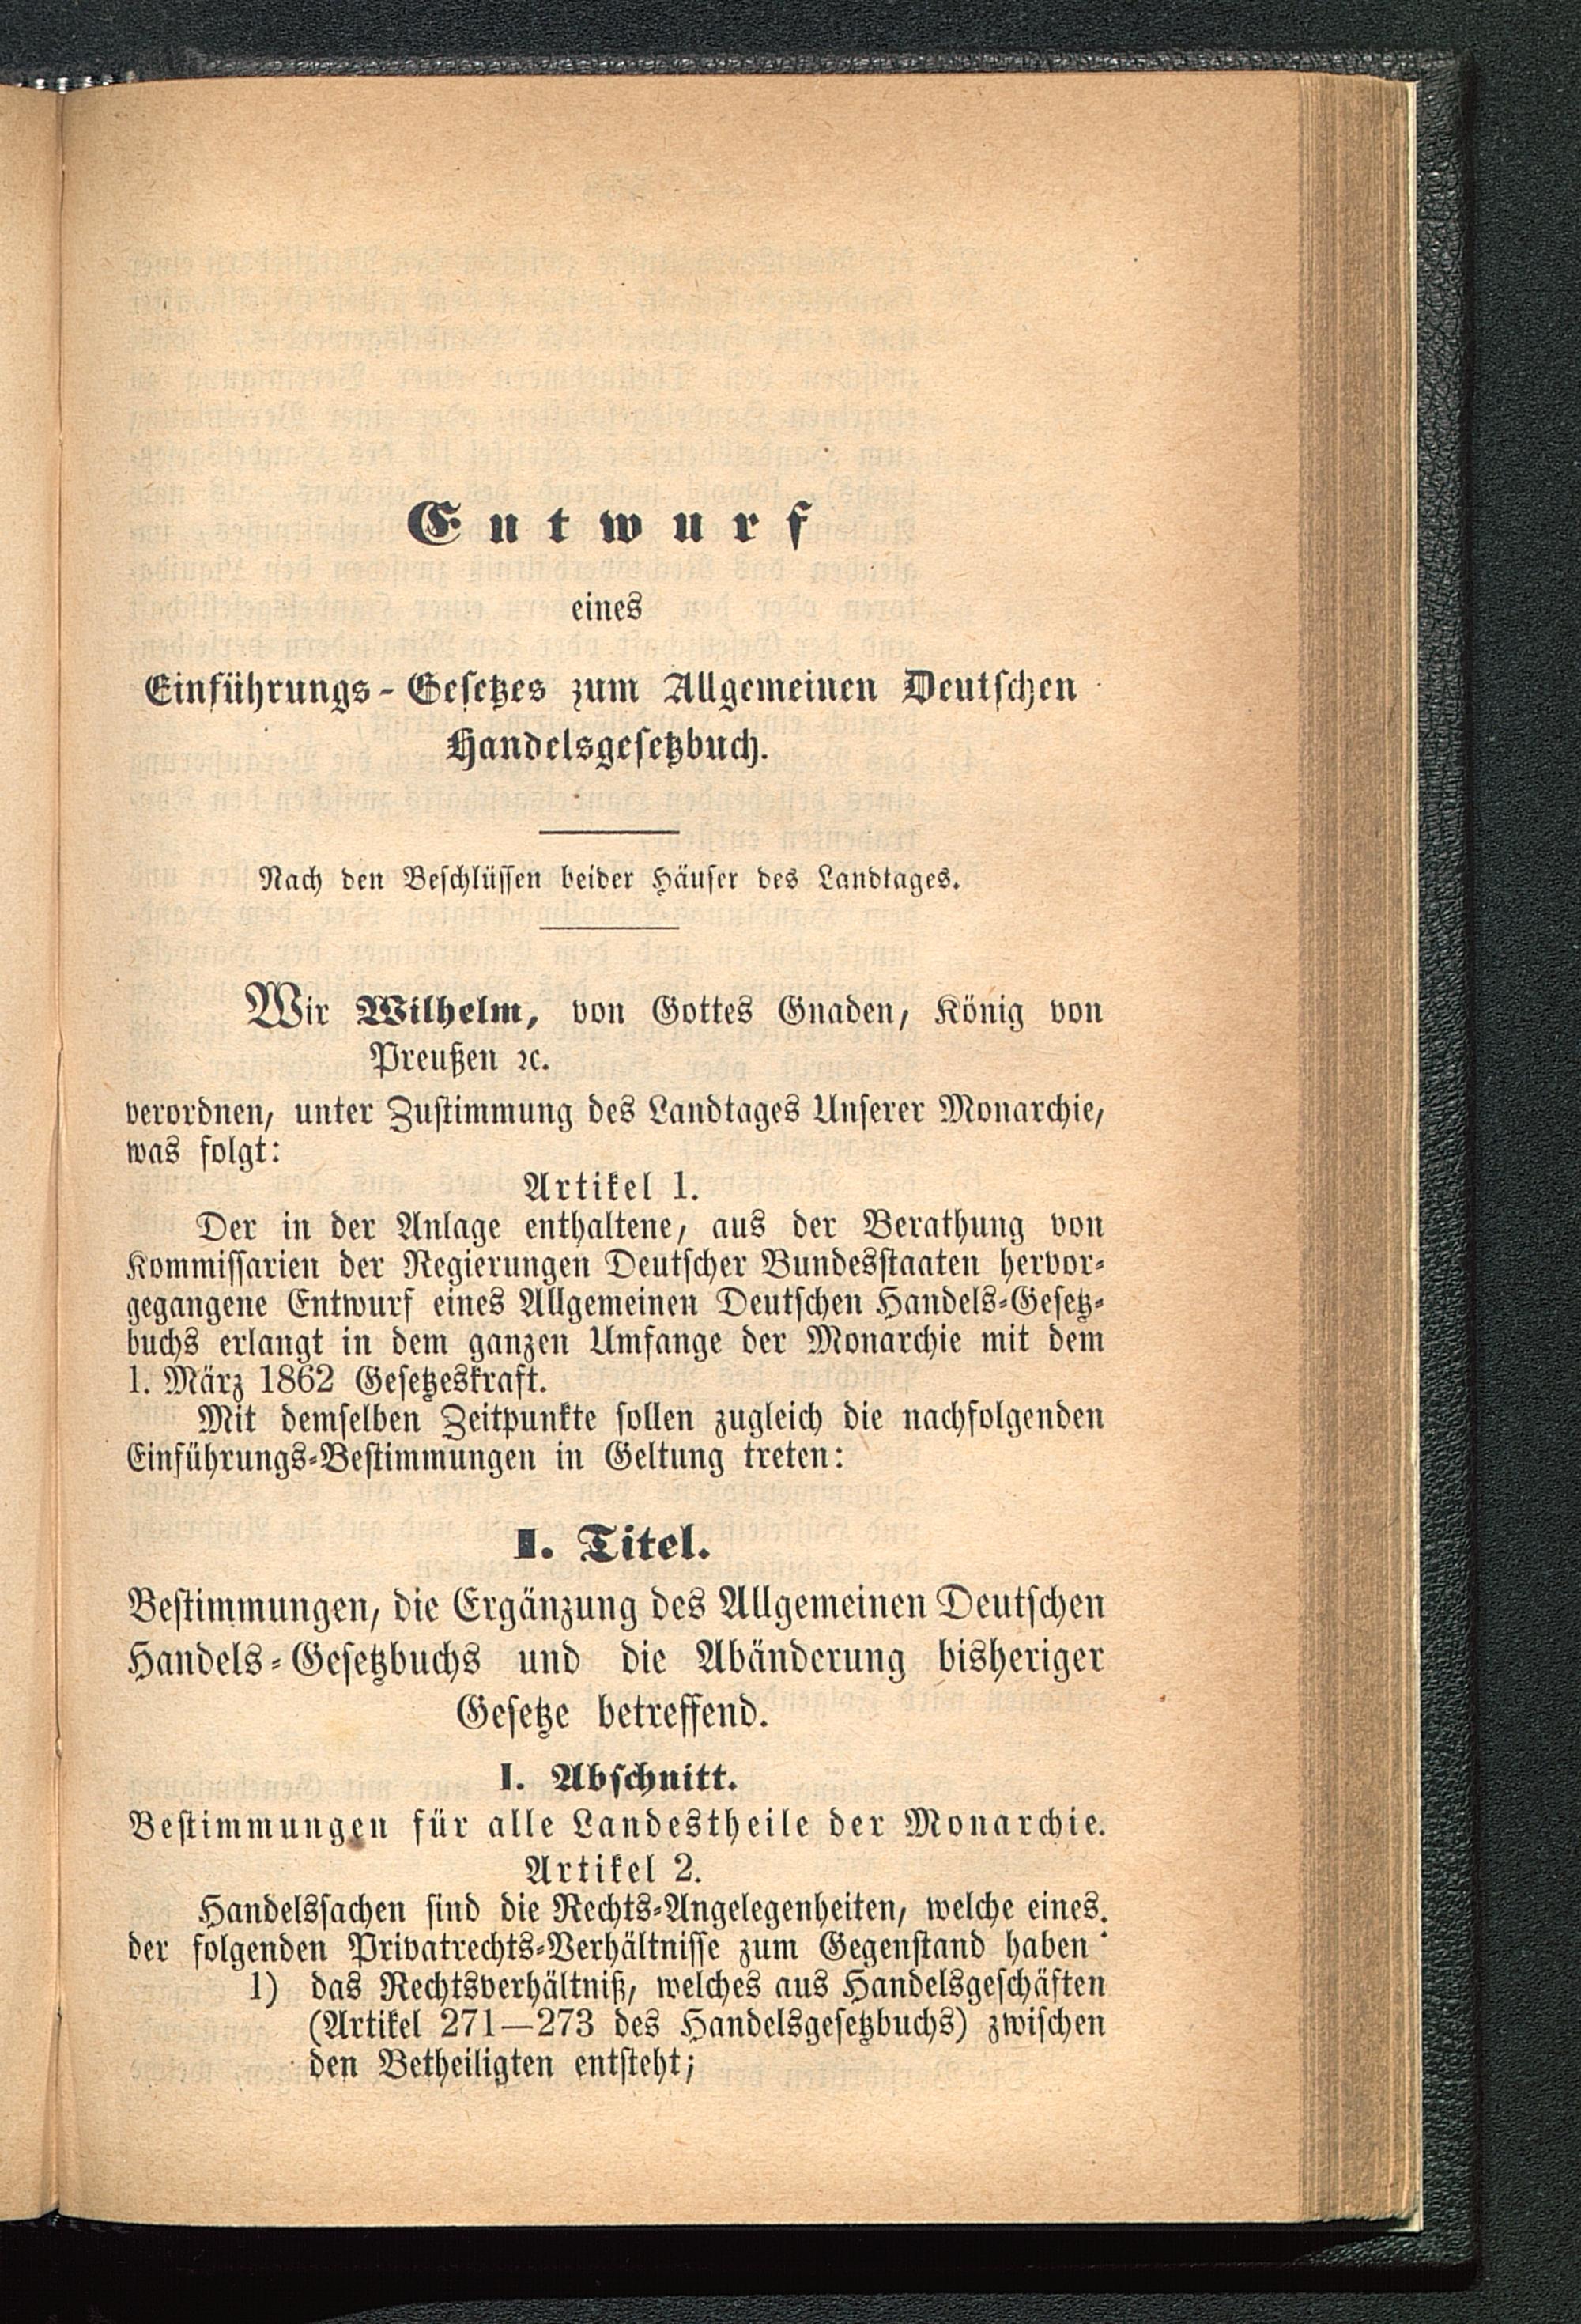 Entwurf
eines
Einführungs-Gesetzes zum Allgemeinen Deutschen
Handelsgesetzbuch.
Nach den Beschlüssen beider Häuser des Landtages.
Wir Wilhelm, von Gottes Gnaden, König von
Preußen ꝛc.
verordnen, unter Zustimmung des Landtages Unserer Monarchie,
was folgt:
Artikel 1.
Der in der Anlage enthaltene, aus der Berathung von
Kommissarien der Regierungen Deutscher Bundesstaaten hervor-
gegangene Entwurf eines Allgemeinen Deutschen Handels-Gesetz-
buchs erlangt in dem ganzen Umfange der Monarchie mit dem
1. März 1862 Gesetzeskraft.
Mit demselben Zeitpunkte sollen zugleich die nachfolgenden
Einführungs-Bestimmungen in Geltung treten:
I. Titel.
Bestimmungen, die Ergänzung des Allgemeinen Deutschen
Handels-Gesetzbuchs und die Abänderung bisheriger
Gesetze betreffend.
I. Abschnitt.
Bestimmungen für alle Landestheile der Monarchie.
Artikel 2.
Handelssachen sind die Rechts-Angelegenheiten, welche eines
der folgenden Privatrechts-Verhältnisse zum Gegenstand haben:
1) das Rechtsverhältniß, welches aus Handelsgeschäften
(Artikel 271—273 des Handelsgesetzbuchs) zwischen
den Betheiligten entsteht;